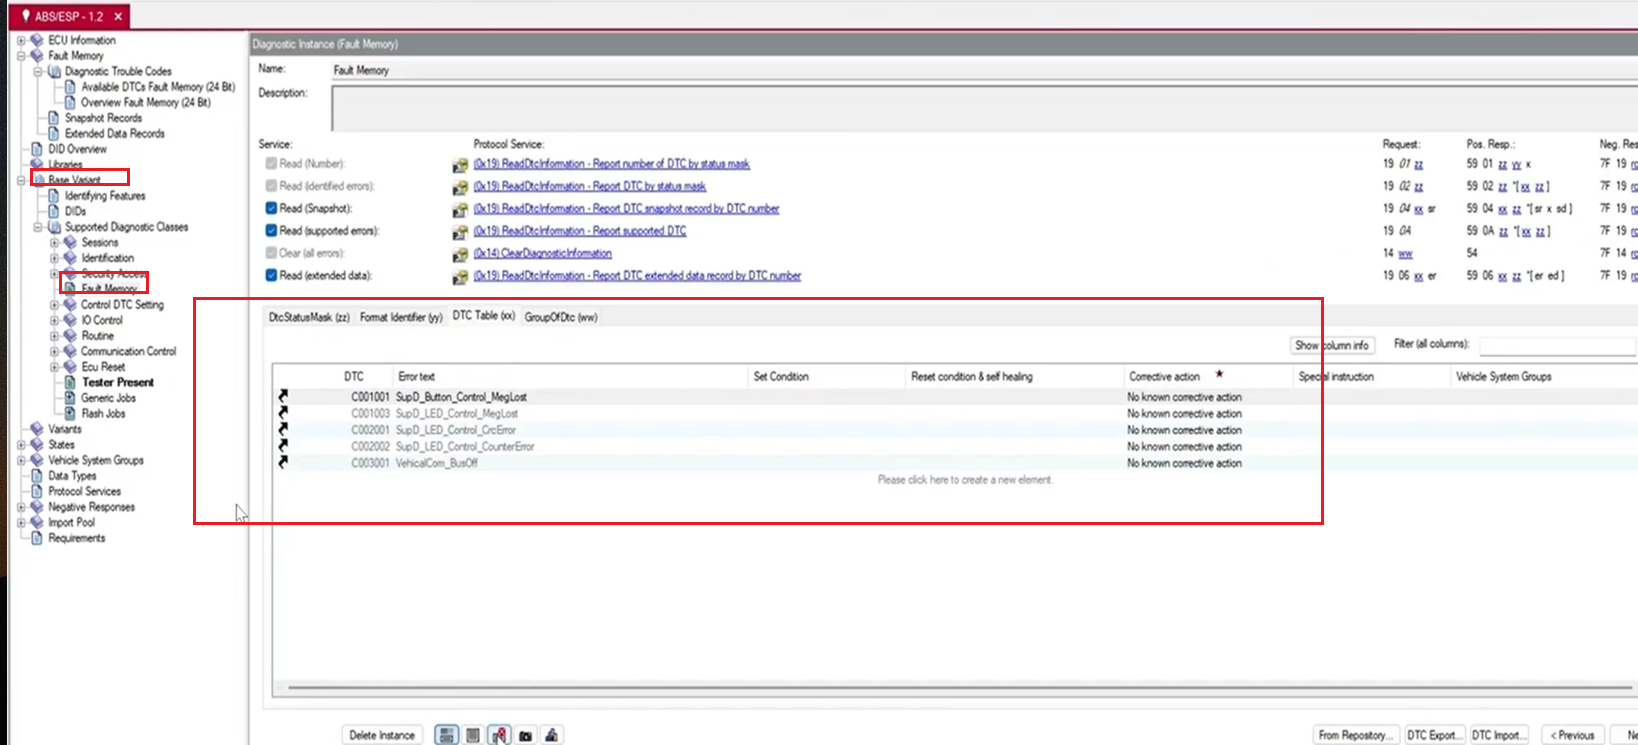 ABS/ESP - 1.2 ×
ECU Information
Fault Memory
Diagnostic Trouble Codes
Available DTCs Fault Memory (24 Bit)
Overview Fault Memory (24 Bit)
Snapshot Records
Extended Data Records
DID Overview
Libraries
Base Variant
Identifying Features
DIDs
Supported Diagnostic Classes
Sessions
Identification
Security Access
Fault Memory
Control DTC Setting
IO Control
Routine
Communication Control
Ecu Reset
Tester Present
Generic Jobs
Flash Jobs
Variants
States
Vehicle System Groups
Data Types
Protocol Services
Negative Responses
Import Pool
Requirements
Diagnostic Instance (Fault Memory)
Name: Fault Memory
Description:
Service: Protocol Service: Request: Pos. Resp.: Neg. Res
Read (Number): (0x19) ReadDtcInformation - Report number of DTC by status mask 19 01 zz 59 01 zz yy x 7F 19 rc
Read (identified errors): (0x19) ReadDtcInformation - Report DTC by status mask 19 02 zz 59 02 zz *[ xx zz ] 7F 19 rc
Read (Snapshot): (0x19) ReadDtcInformation - Report DTC snapshot record by DTC number 19 04 xx sr 59 04 xx zz *[ sr x sd ] 7F 19 rc
Read (supported errors): (0x19) ReadDtcInformation - Report supported DTC 19 0A 59 0A zz *[ xx zz ] 7F 19 rc
Clear (all errors): (0x14) ClearDiagnosticInformation 14 ww 54 7F 14 rc
Read (extended data): (0x19) ReadDtcInformation - Report DTC extended data record by DTC number 19 06 xx er 59 06 xx zz *[ er ed ] 7F 19 rc
DtcStatusMask (zz) Format Identifier (yy) DTC Table (xx) GroupOfDtc (ww)
Show column info Filter (all columns):
DTC Error text Set Condition Reset condition & self healing Corrective action ★ Special instruction Vehicle System Groups
C001001 SupD_Button_Control_MegLost No known corrective action
C001003 SupD_LED_Control_MegLost No known corrective action
C002001 SupD_LED_Control_CrcError No known corrective action
C002002 SupD_LED_Control_CounterError No known corrective action
C003001 VehicalCom_BusOff No known corrective action
Please click here to create a new element.
Delete Instance From Repository... DTC Export... DTC Import... < Previous Ne